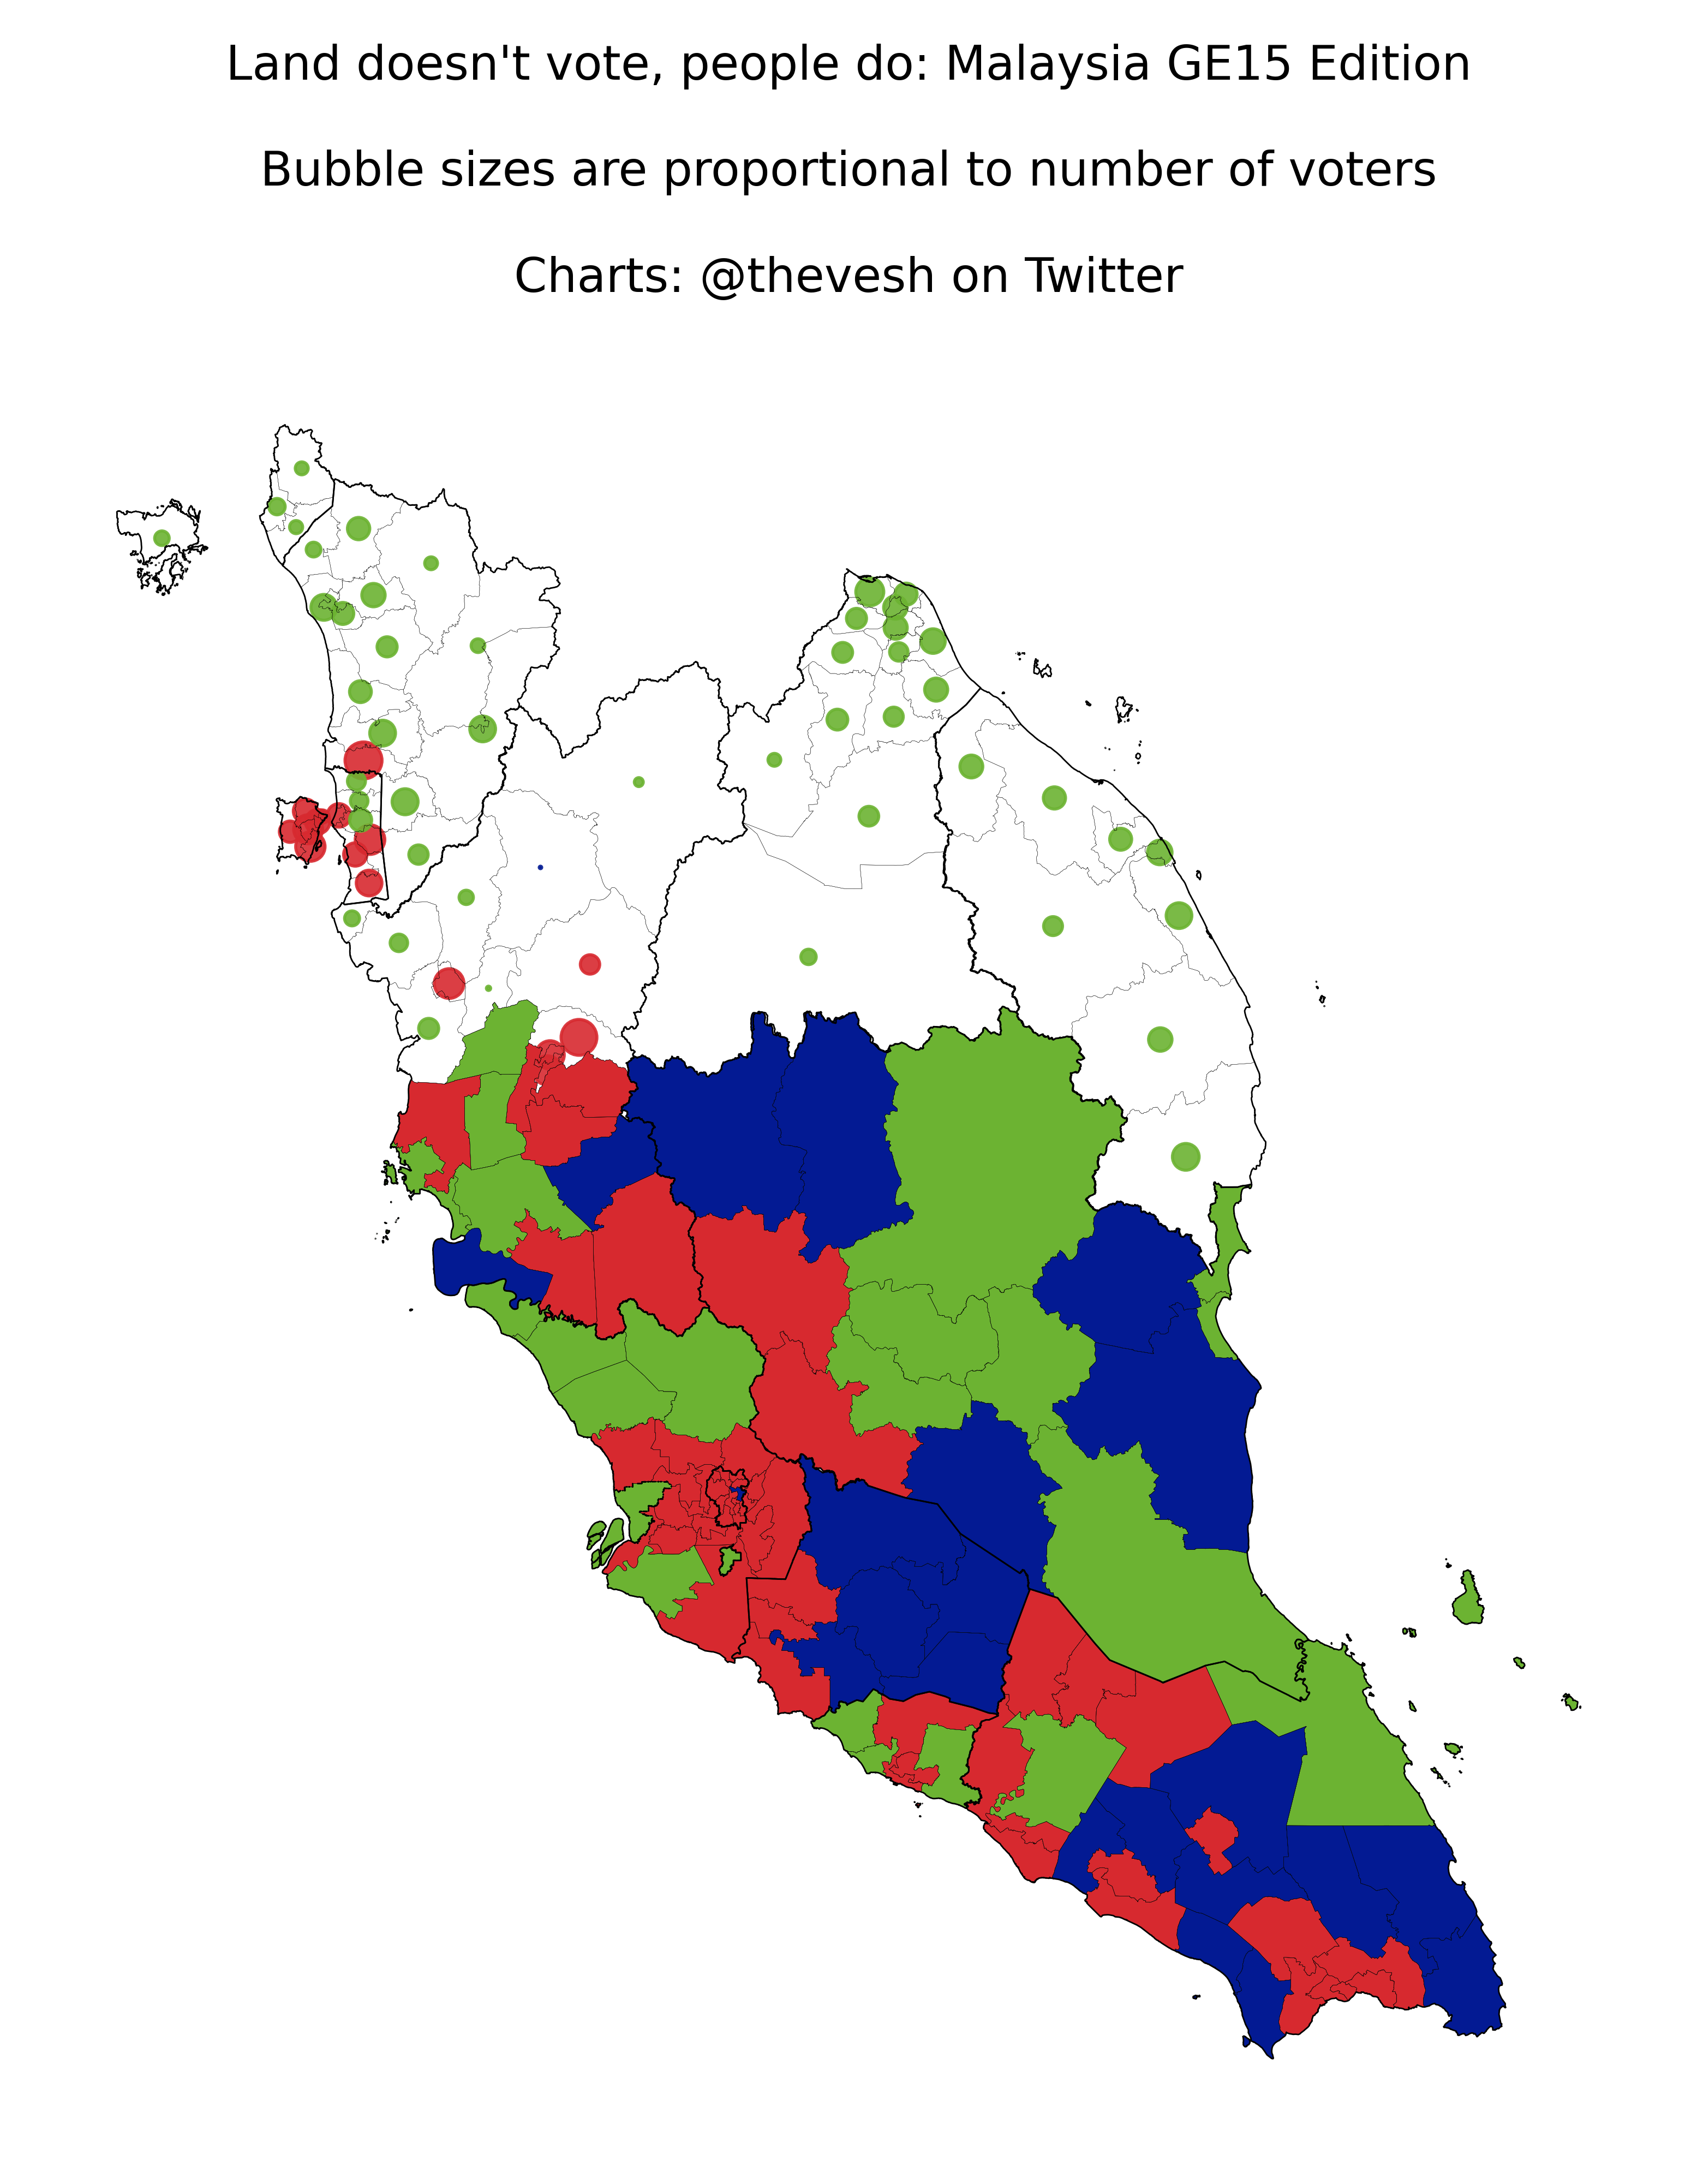 Land doesn't vote, people do: Malaysia GE15 Edition
Bubble sizes are proportional to number of voters
Charts: @thevesh on Twitter